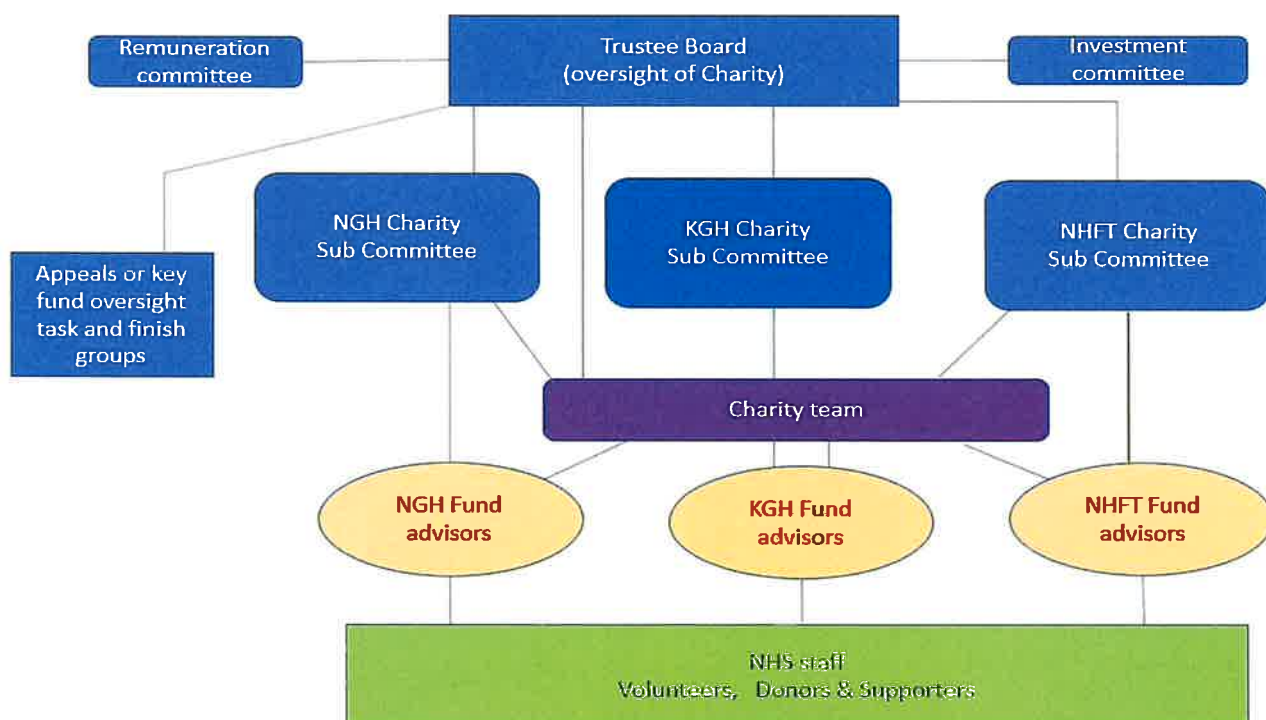 Remuneration
committee
Trustee Board
(oversight of Charity)
Investment
committee
NGH Charity
Sub Committee
KGH Charity
Sub Committee
NHFT Charity
Sub Committee
Appeals or key
fund oversight
task and finish
groups
Charity team
NGH Fund
advisors
KGH Fund
advisors
NHFT Fund
advisors
NHS staff
Volunteers, Donors & Supporters